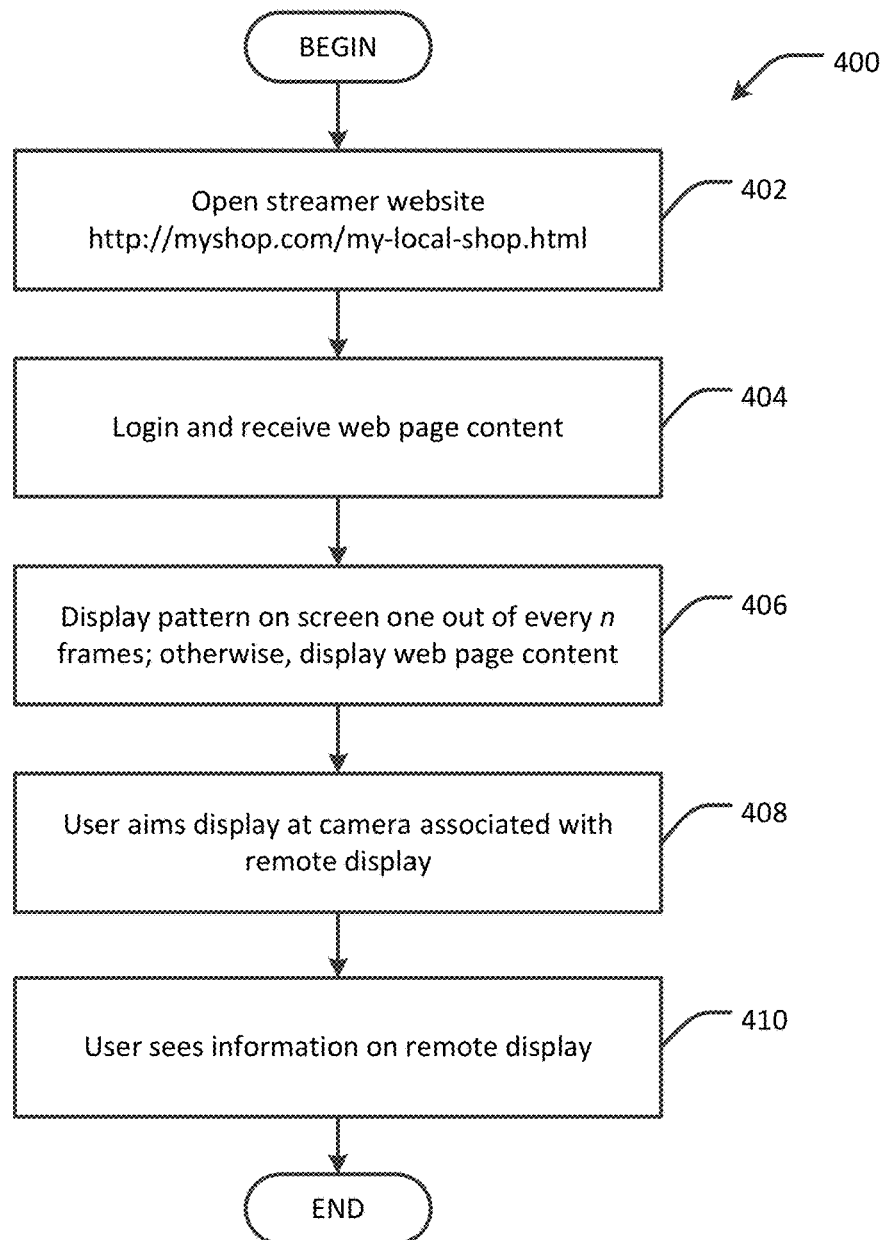 BEGIN
400
Open streamer website
http://myshop.com/my-local-shop.html
402
Login and receive web page content
404
Display pattern on screen one out of every n
frames; otherwise, display web page content
406
User aims display at camera associated with
remote display
408
User sees information on remote display
410
END